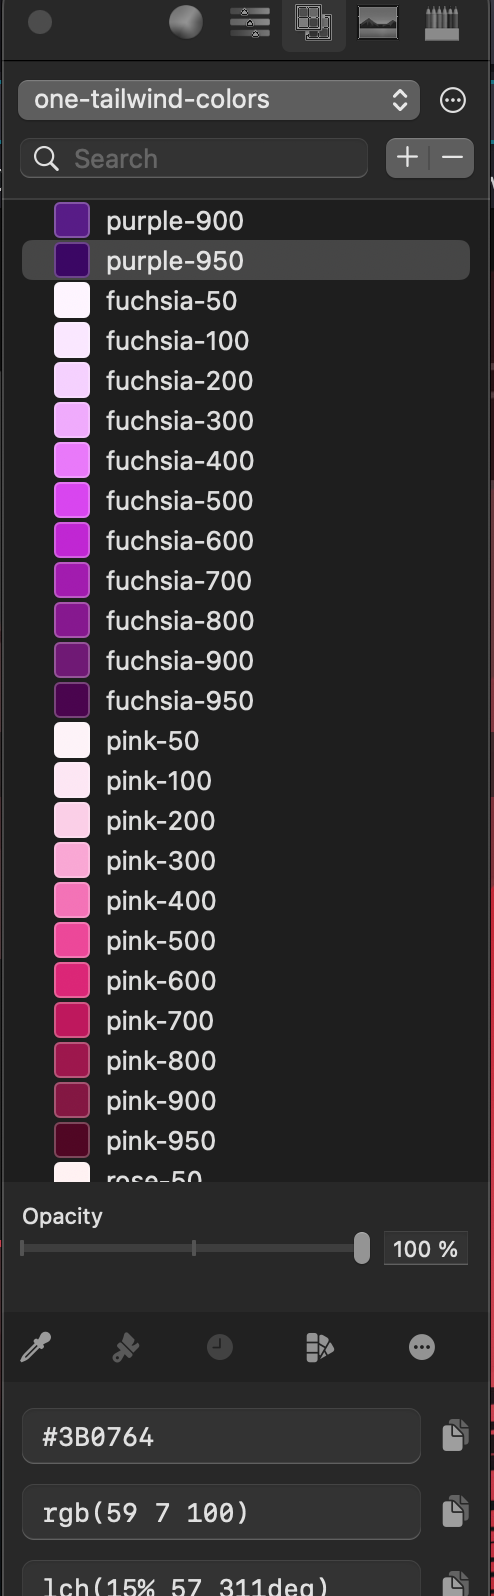 one-tailwind-colors
Search
purple-900
purple-950
fuchsia-50
fuchsia-100
fuchsia-200
fuchsia-300
fuchsia-400
fuchsia-500
fuchsia-600
fuchsia-700
fuchsia-800
fuchsia-900
fuchsia-950
pink-50
pink-100
pink-200
pink-300
pink-400
pink-500
pink-600
pink-700
pink-800
pink-900
pink-950
rose-50
Opacity
100 %
#3B0764
rgb(59 7 100)
lch(15% 57 311deg)